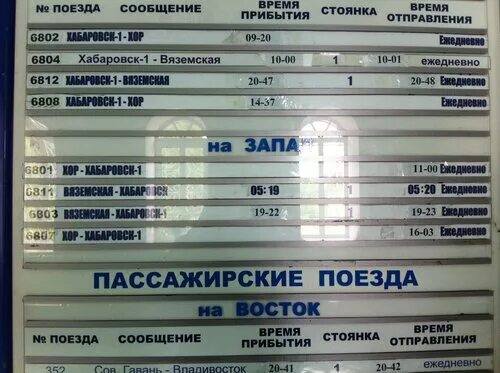 № ПОЕЗДА СООБЩЕНИЕ ВРЕМЯ ПРИБЫТИЯ СТОЯНКА ВРЕМЯ ОТПРАВЛЕНИЯ
6802 ХАБАРОВСК-1 - ХОР 09-20 Ежедневно
6804 Хабаровск-1 - Вяземская 10-00 1 10-01 ежедневно
6812 ХАБАРОВСК-1 - ВЯЗЕМСКАЯ 20-47 1 20-48 Ежедневно
6808 ХАБАРОВСК-1 - ХОР 14-37 Ежедневно
на ЗАПА
6801 ХОР - ХАБАРОВСК-1 11-00 Ежедневно
6811 ВЯЗЕМСКАЯ - ХАБАРОВСК 05:19 1 05:20 Ежедневно
6803 ВЯЗЕМСКАЯ - ХАБАРОВСК-1 19-22 1 19-23 Ежедневно
6807 ХОР - ХАБАРОВСК-1 16-03 Ежедневно
ПАССАЖИРСКИЕ ПОЕЗДА
на ВОСТОК
№ ПОЕЗДА СООБЩЕНИЕ ВРЕМЯ ПРИБЫТИЯ СТОЯНКА ВРЕМЯ ОТПРАВЛЕНИЯ
352 Сов. Гавань - Владивосток 20-41 1 20-42 ежедневно